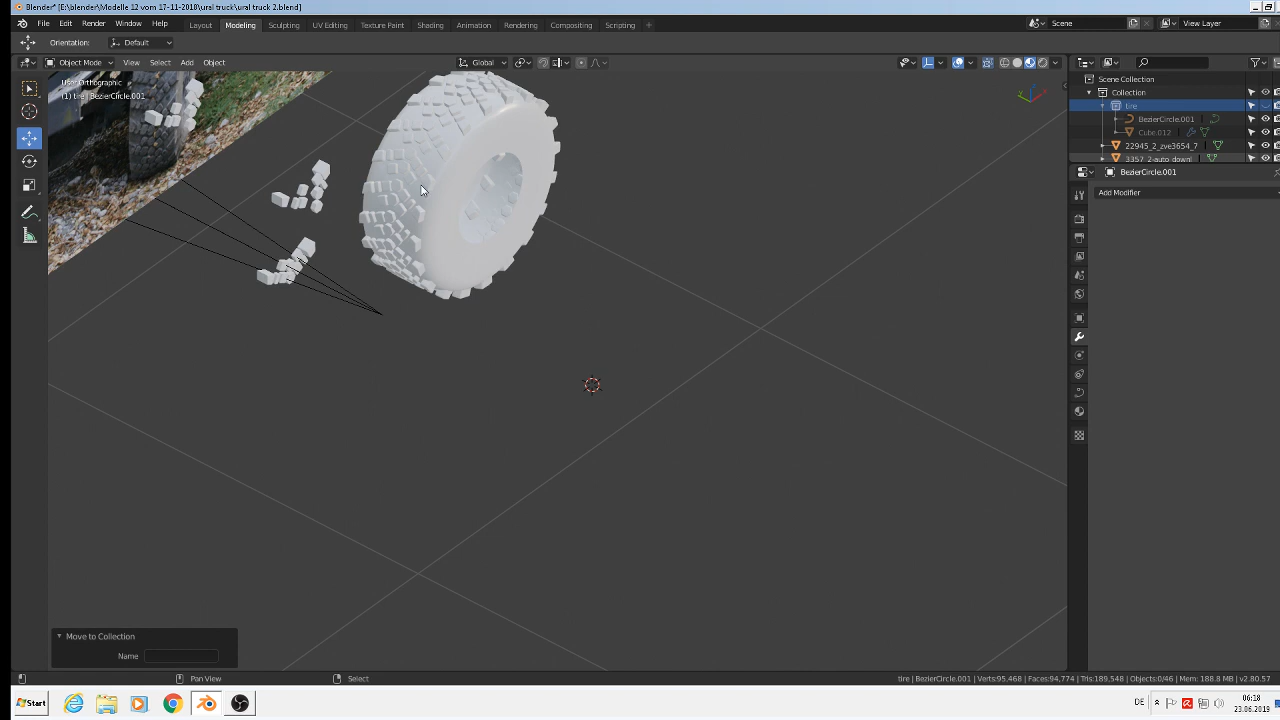 Blender* [E:\blender\Modelle 12 vom 17-11-2018\ural truck\ural truck 2.blend]
File Edit Render Window Help Layout Modeling Sculpting UV Editing Texture Paint Shading Animation Rendering Compositing Scripting + Scene View Layer
Orientation: Default
Object Mode View Select Add Object Global
User Orthographic
(1) tire | BezierCircle.001
Scene Collection
Collection
tire
BezierCircle.001
Cube.012
22945_2_zve3654_7
3357_2-auto_downl
BezierCircle.001
Add Modifier
Move to Collection
Name
Pan View Select tire | BezierCircle.001 | Verts:95,468 | Faces:94,774 | Tris:189,548 | Objects:0/46 | Mem: 188.8 MB | v2.80.57
Start DE 06:18
23.06.2019